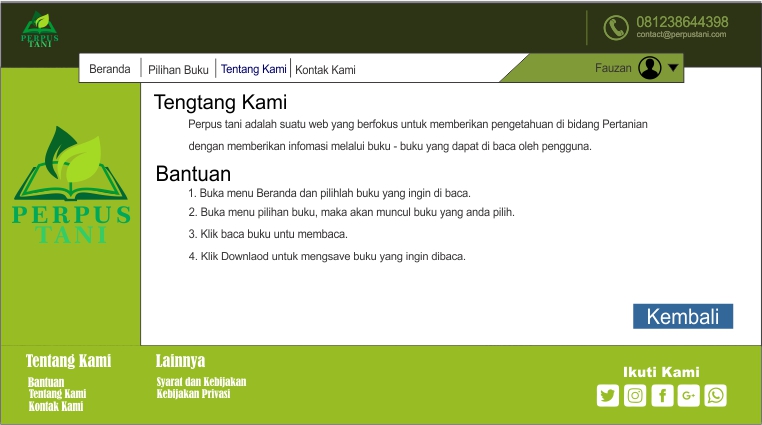 PERPUS
TANI
081238644398
contact@perpustani.com
Beranda | Pilihan Buku | Tentang Kami | Kontak Kami
Fauzan
Tengtang Kami
Perpus tani adalah suatu web yang berfokus untuk memberikan pengetahuan di bidang Pertanian
dengan memberikan infomasi melalui buku - buku yang dapat di baca oleh pengguna.
Bantuan
1. Buka menu Beranda dan pilihlah buku yang ingin di baca.
2. Buka menu pilihan buku, maka akan muncul buku yang anda pilih.
3. Klik baca buku untu membaca.
4. Klik Downlaod untuk mengsave buku yang ingin dibaca.
PERPUS
TANI
Kembali
Tentang Kami
Bantuan
Tentang Kami
Kontak Kami
Lainnya
Syarat dan Kebijakan
Kebijakan Privasi
Ikuti Kami